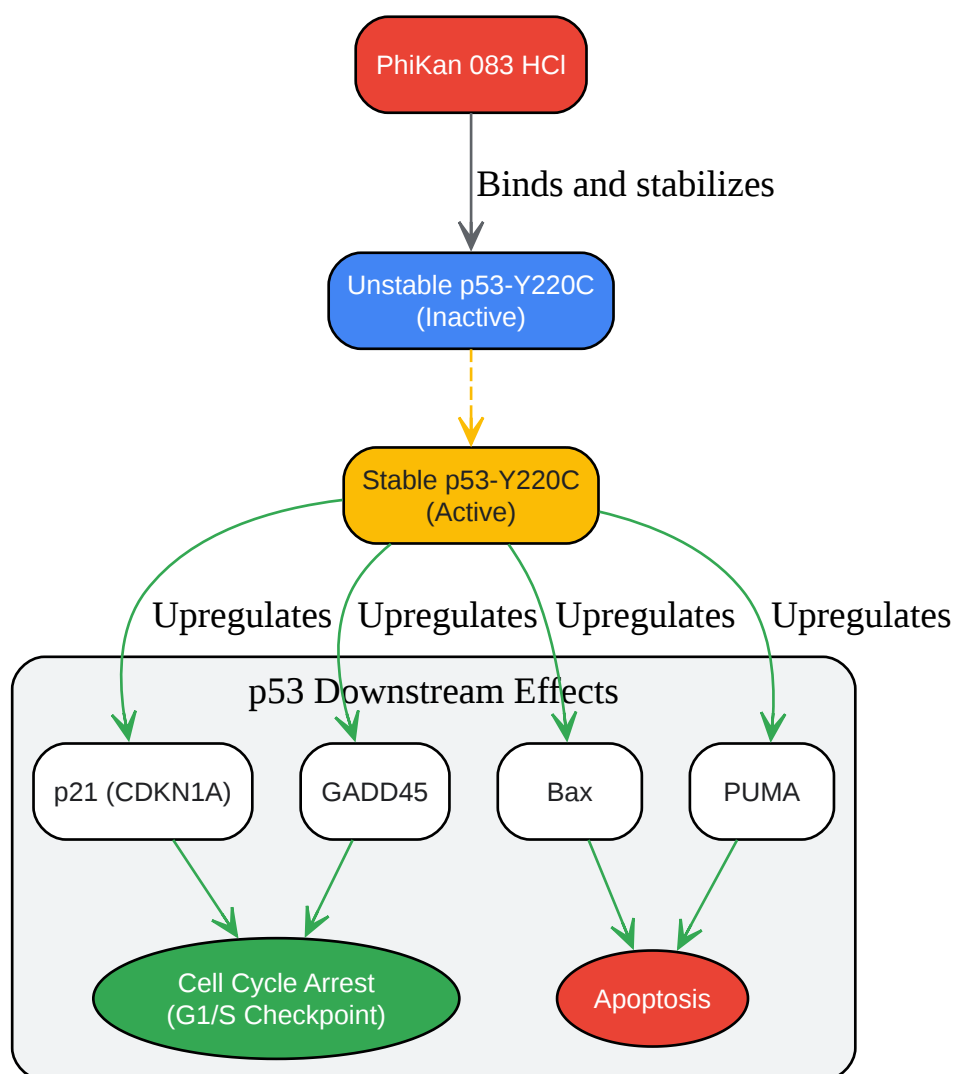 PhiKan 083 HCl
Binds and stabilizes
Unstable p53-Y220C
(Inactive)
Stable p53-Y220C
(Active)
Upregulates
Upregulates
Upregulates
Upregulates
p53 Downstream Effects
p21 (CDKN1A)
GADD45
Bax
PUMA
Cell Cycle Arrest
(G1/S Checkpoint)
Apoptosis